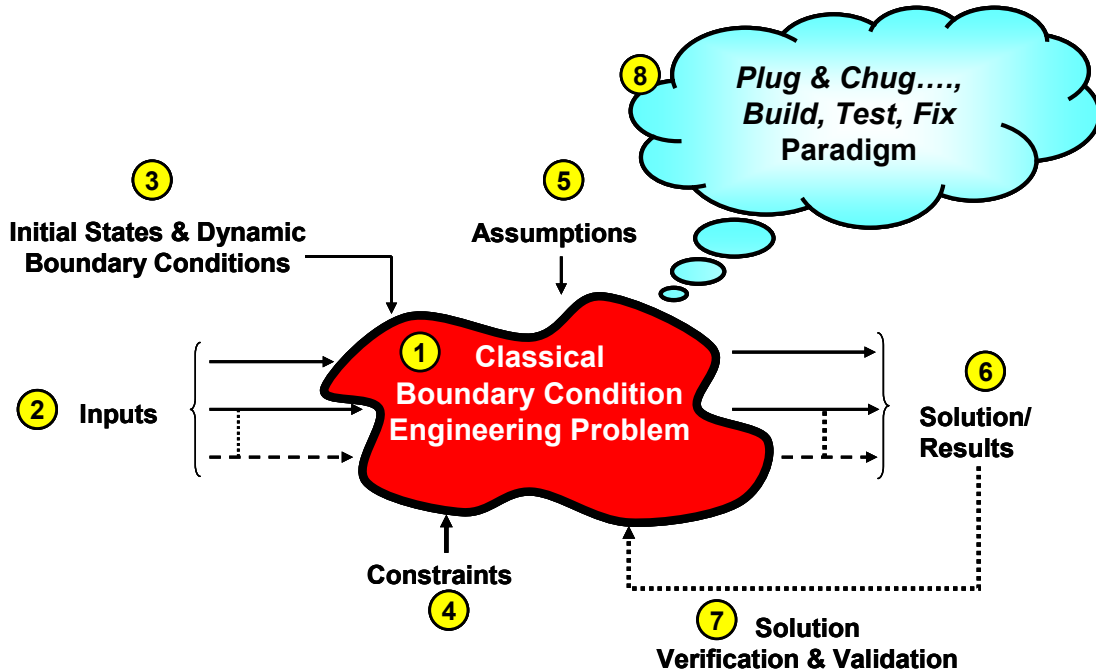 8
Plug & Chug….,
Build, Test, Fix
Paradigm
3
5
Initial States & Dynamic
Boundary Conditions
Assumptions
1
Classical
Boundary Condition
Engineering Problem
2
Inputs
6
Solution/
Results
Constraints
4
7
Solution
Verification & Validation